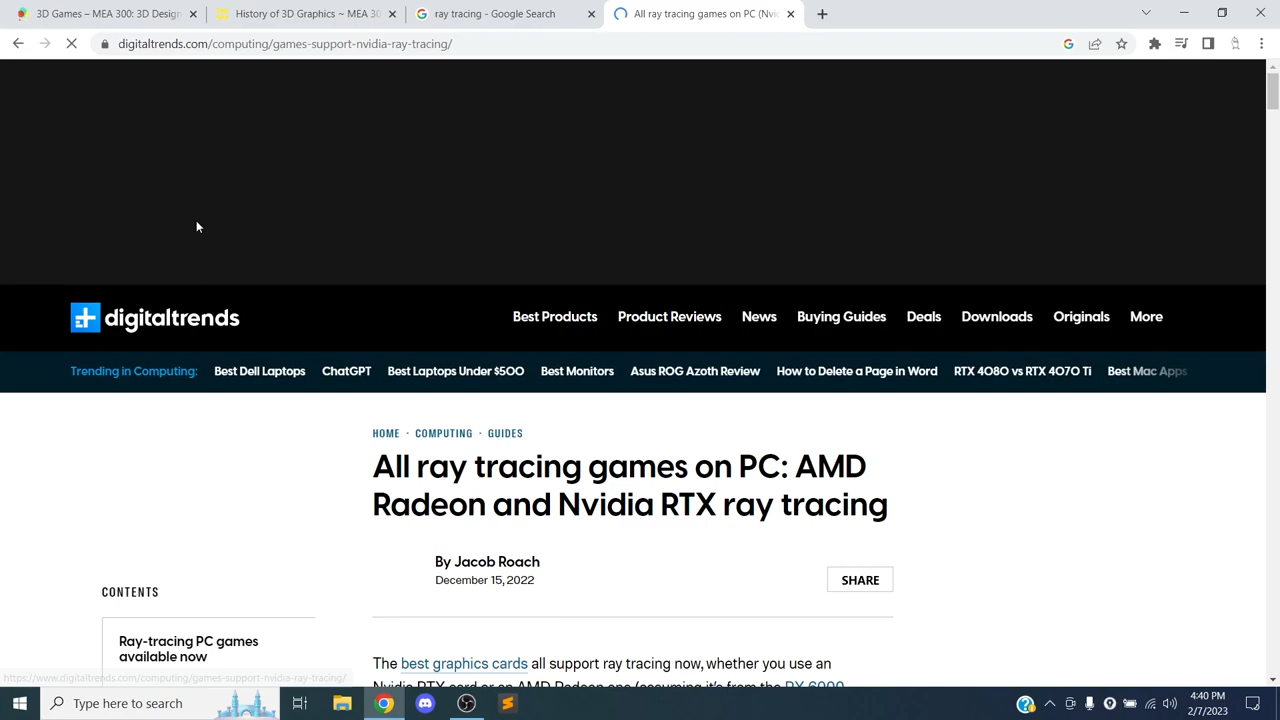 3D Games – MEA 300: 3D Design
History of 3D Graphics ~ MEA 30
ray tracing - Google Search
All ray tracing games on PC (Nvi
digitaltrends.com/computing/games-support-nvidia-ray-tracing/
digitaltrends
Best Products
Product Reviews
News
Buying Guides
Deals
Downloads
Originals
More
Trending in Computing:
Best Dell Laptops
ChatGPT
Best Laptops Under $500
Best Monitors
Asus ROG Azoth Review
How to Delete a Page in Word
RTX 4080 vs RTX 4070 Ti
Best Mac Apps
HOME · COMPUTING · GUIDES
All ray tracing games on PC: AMD
Radeon and Nvidia RTX ray tracing
By Jacob Roach
December 15, 2022
SHARE
CONTENTS
Ray-tracing PC games
available now
The best graphics cards all support ray tracing now, whether you use an
Nvidia RTX card or an AMD Radeon one (assuming it's from the RX 6000
https://www.digitaltrends.com/computing/games-support-nvidia-ray-tracing/
Type here to search
4:40 PM
2/7/2023